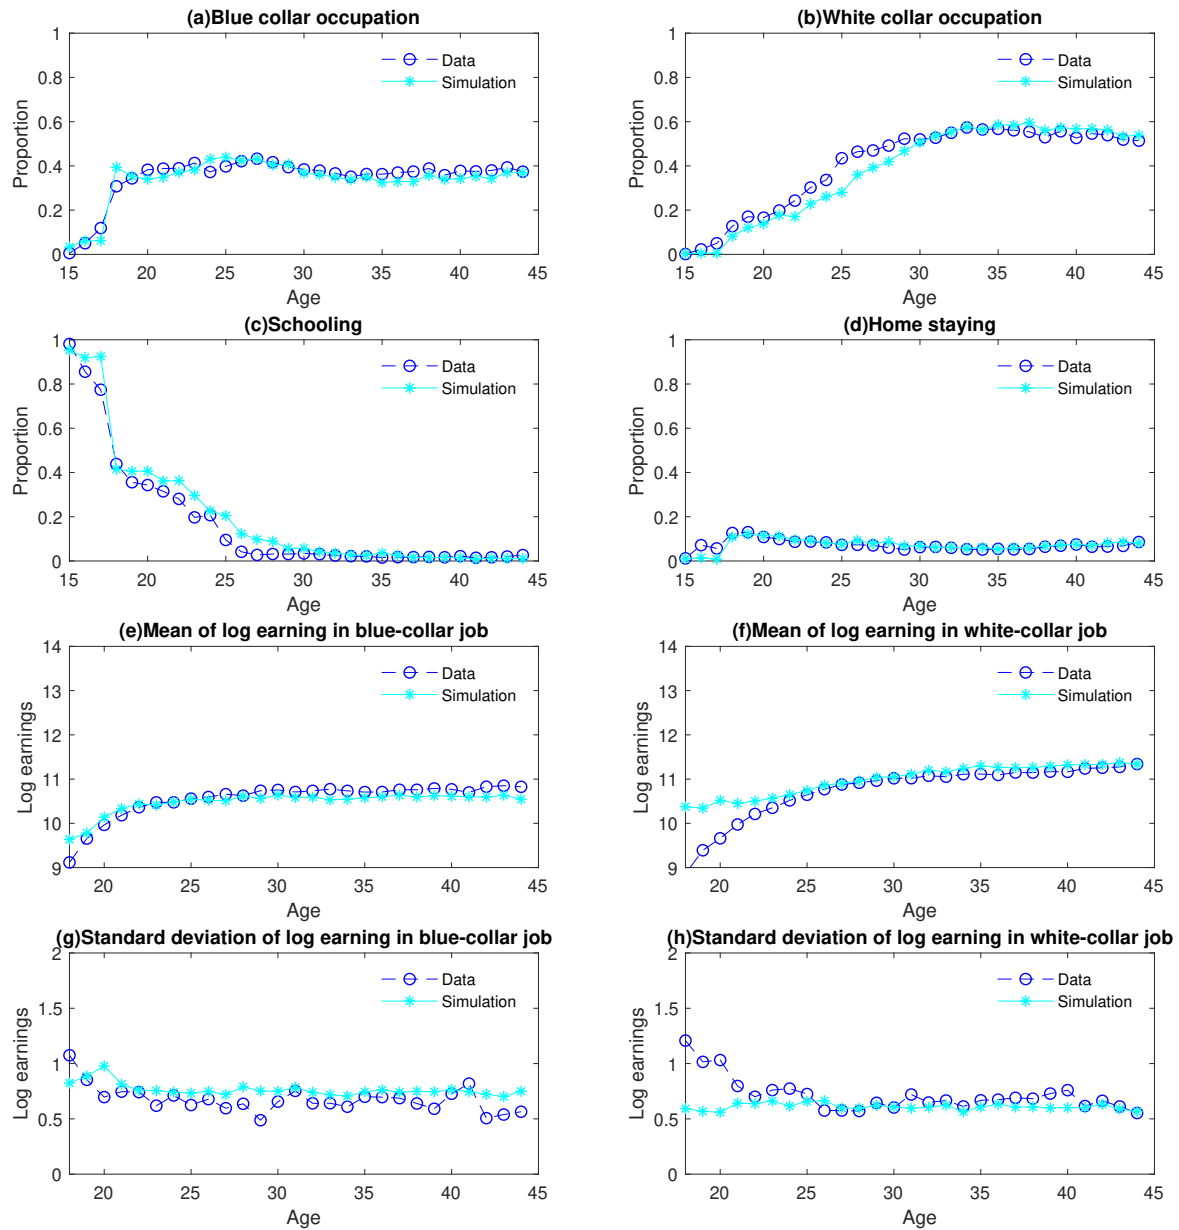 (a)Blue collar occupation
1
0.8
0.6
0.4
0.2
0
Proportion
Data
Simulation
15 20 25 30 35 40 45
Age
(b)White collar occupation
1
0.8
0.6
0.4
0.2
0
Proportion
Data
Simulation
15 20 25 30 35 40 45
Age
(c)Schooling
1
0.8
0.6
0.4
0.2
0
Proportion
Data
Simulation
15 20 25 30 35 40 45
Age
(d)Home staying
1
0.8
0.6
0.4
0.2
0
Proportion
Data
Simulation
15 20 25 30 35 40 45
Age
(e)Mean of log earning in blue-collar job
14
13
12
11
10
9
Log earnings
Data
Simulation
20 25 30 35 40 45
Age
(f)Mean of log earning in white-collar job
14
13
12
11
10
9
Log earnings
Data
Simulation
20 25 30 35 40 45
Age
(g)Standard deviation of log earning in blue-collar job
2
1.5
1
0.5
0
Log earnings
Data
Simulation
20 25 30 35 40 45
Age
(h)Standard deviation of log earning in white-collar job
2
1.5
1
0.5
0
Log earnings
Data
Simulation
20 25 30 35 40 45
Age